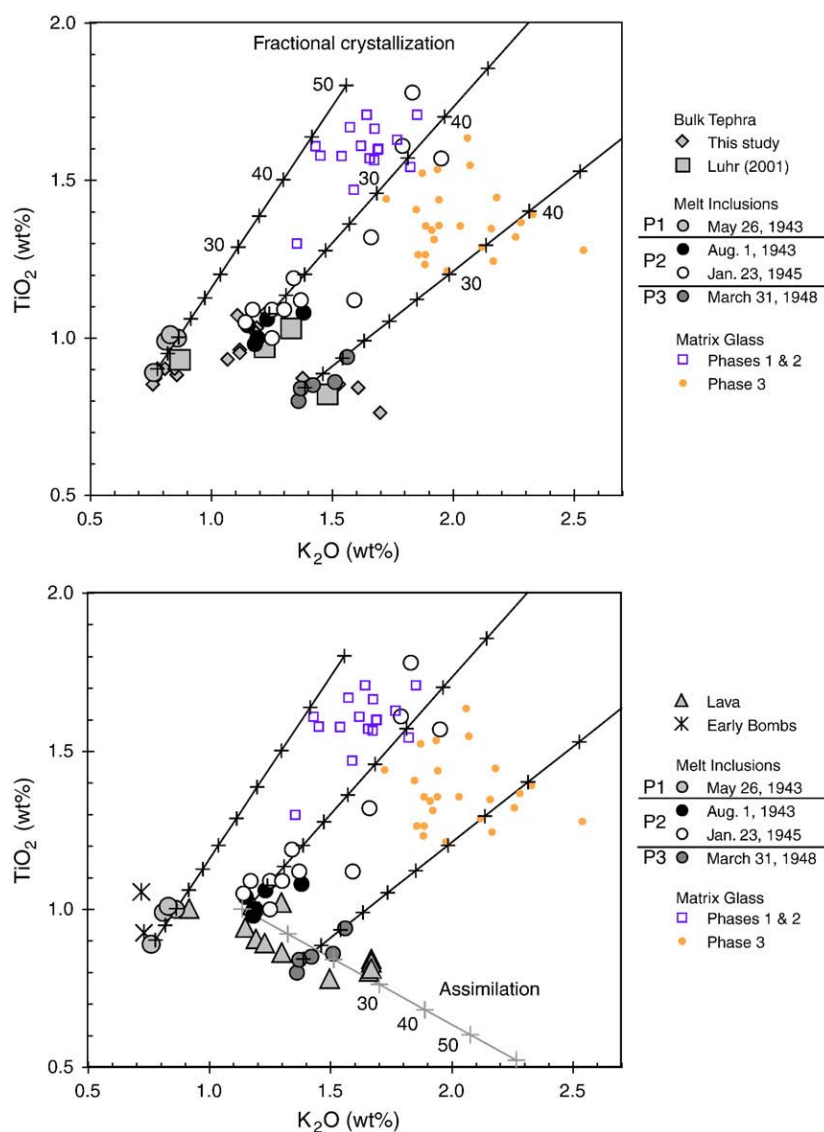 2.0
Fractional crystallization
50
40
40
30
30
40
30
1.5
1.0
0.5
TiO2 (wt%)
0.5 1.0 1.5 2.0 2.5
K2O (wt%)
Bulk Tephra
This study
Luhr (2001)
Melt Inclusions
P1 May 26, 1943
P2 Aug. 1, 1943
Jan. 23, 1945
P3 March 31, 1948
Matrix Glass
Phases 1 & 2
Phase 3
2.0
1.5
1.0
0.5
TiO2 (wt%)
Assimilation
30
40
50
0.5 1.0 1.5 2.0 2.5
K2O (wt%)
Lava
Early Bombs
Melt Inclusions
P1 May 26, 1943
P2 Aug. 1, 1943
Jan. 23, 1945
P3 March 31, 1948
Matrix Glass
Phases 1 & 2
Phase 3